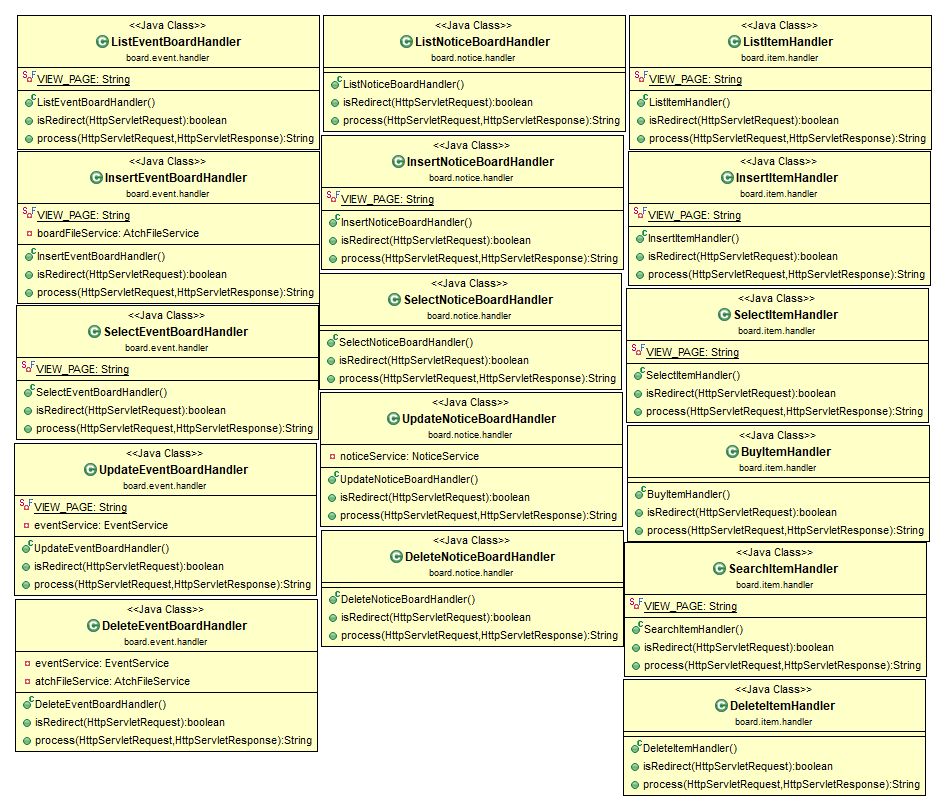 <<Java Class>>
ListEventBoardHandler
board.event.handler
VIEW_PAGE: String
ListEventBoardHandler()
isRedirect(HttpServletRequest):boolean
process(HttpServletRequest,HttpServletResponse):String
<<Java Class>>
InsertEventBoardHandler
board.event.handler
VIEW_PAGE: String
boardFileService: AtchFileService
InsertEventBoardHandler()
isRedirect(HttpServletRequest):boolean
process(HttpServletRequest,HttpServletResponse):String
<<Java Class>>
SelectEventBoardHandler
board.event.handler
VIEW_PAGE: String
SelectEventBoardHandler()
isRedirect(HttpServletRequest):boolean
process(HttpServletRequest,HttpServletResponse):String
<<Java Class>>
UpdateEventBoardHandler
board.event.handler
VIEW_PAGE: String
eventService: EventService
UpdateEventBoardHandler()
isRedirect(HttpServletRequest):boolean
process(HttpServletRequest,HttpServletResponse):String
<<Java Class>>
DeleteEventBoardHandler
board.event.handler
eventService: EventService
atchFileService: AtchFileService
DeleteEventBoardHandler()
isRedirect(HttpServletRequest):boolean
process(HttpServletRequest,HttpServletResponse):String
<<Java Class>>
ListNoticeBoardHandler
board.notice.handler
ListNoticeBoardHandler()
isRedirect(HttpServletRequest):boolean
process(HttpServletRequest,HttpServletResponse):String
<<Java Class>>
InsertNoticeBoardHandler
board.notice.handler
VIEW_PAGE: String
InsertNoticeBoardHandler()
isRedirect(HttpServletRequest):boolean
process(HttpServletRequest,HttpServletResponse):String
<<Java Class>>
SelectNoticeBoardHandler
board.notice.handler
SelectNoticeBoardHandler()
isRedirect(HttpServletRequest):boolean
process(HttpServletRequest,HttpServletResponse):String
<<Java Class>>
UpdateNoticeBoardHandler
board.notice.handler
noticeService: NoticeService
UpdateNoticeBoardHandler()
isRedirect(HttpServletRequest):boolean
process(HttpServletRequest,HttpServletResponse):String
<<Java Class>>
DeleteNoticeBoardHandler
board.notice.handler
DeleteNoticeBoardHandler()
isRedirect(HttpServletRequest):boolean
process(HttpServletRequest,HttpServletResponse):String
<<Java Class>>
ListItemHandler
board.item.handler
VIEW_PAGE: String
ListItemHandler()
isRedirect(HttpServletRequest):boolean
process(HttpServletRequest,HttpServletResponse):String
<<Java Class>>
InsertItemHandler
board.item.handler
VIEW_PAGE: String
InsertItemHandler()
isRedirect(HttpServletRequest):boolean
process(HttpServletRequest,HttpServletResponse):String
<<Java Class>>
SelectItemHandler
board.item.handler
VIEW_PAGE: String
SelectItemHandler()
isRedirect(HttpServletRequest):boolean
process(HttpServletRequest,HttpServletResponse):String
<<Java Class>>
BuyItemHandler
board.item.handler
BuyItemHandler()
isRedirect(HttpServletRequest):boolean
process(HttpServletRequest,HttpServletResponse):String
<<Java Class>>
SearchItemHandler
board.item.handler
VIEW_PAGE: String
SearchItemHandler()
isRedirect(HttpServletRequest):boolean
process(HttpServletRequest,HttpServletResponse):String
<<Java Class>>
DeleteItemHandler
board.item.handler
DeleteItemHandler()
isRedirect(HttpServletRequest):boolean
process(HttpServletRequest,HttpServletResponse):String